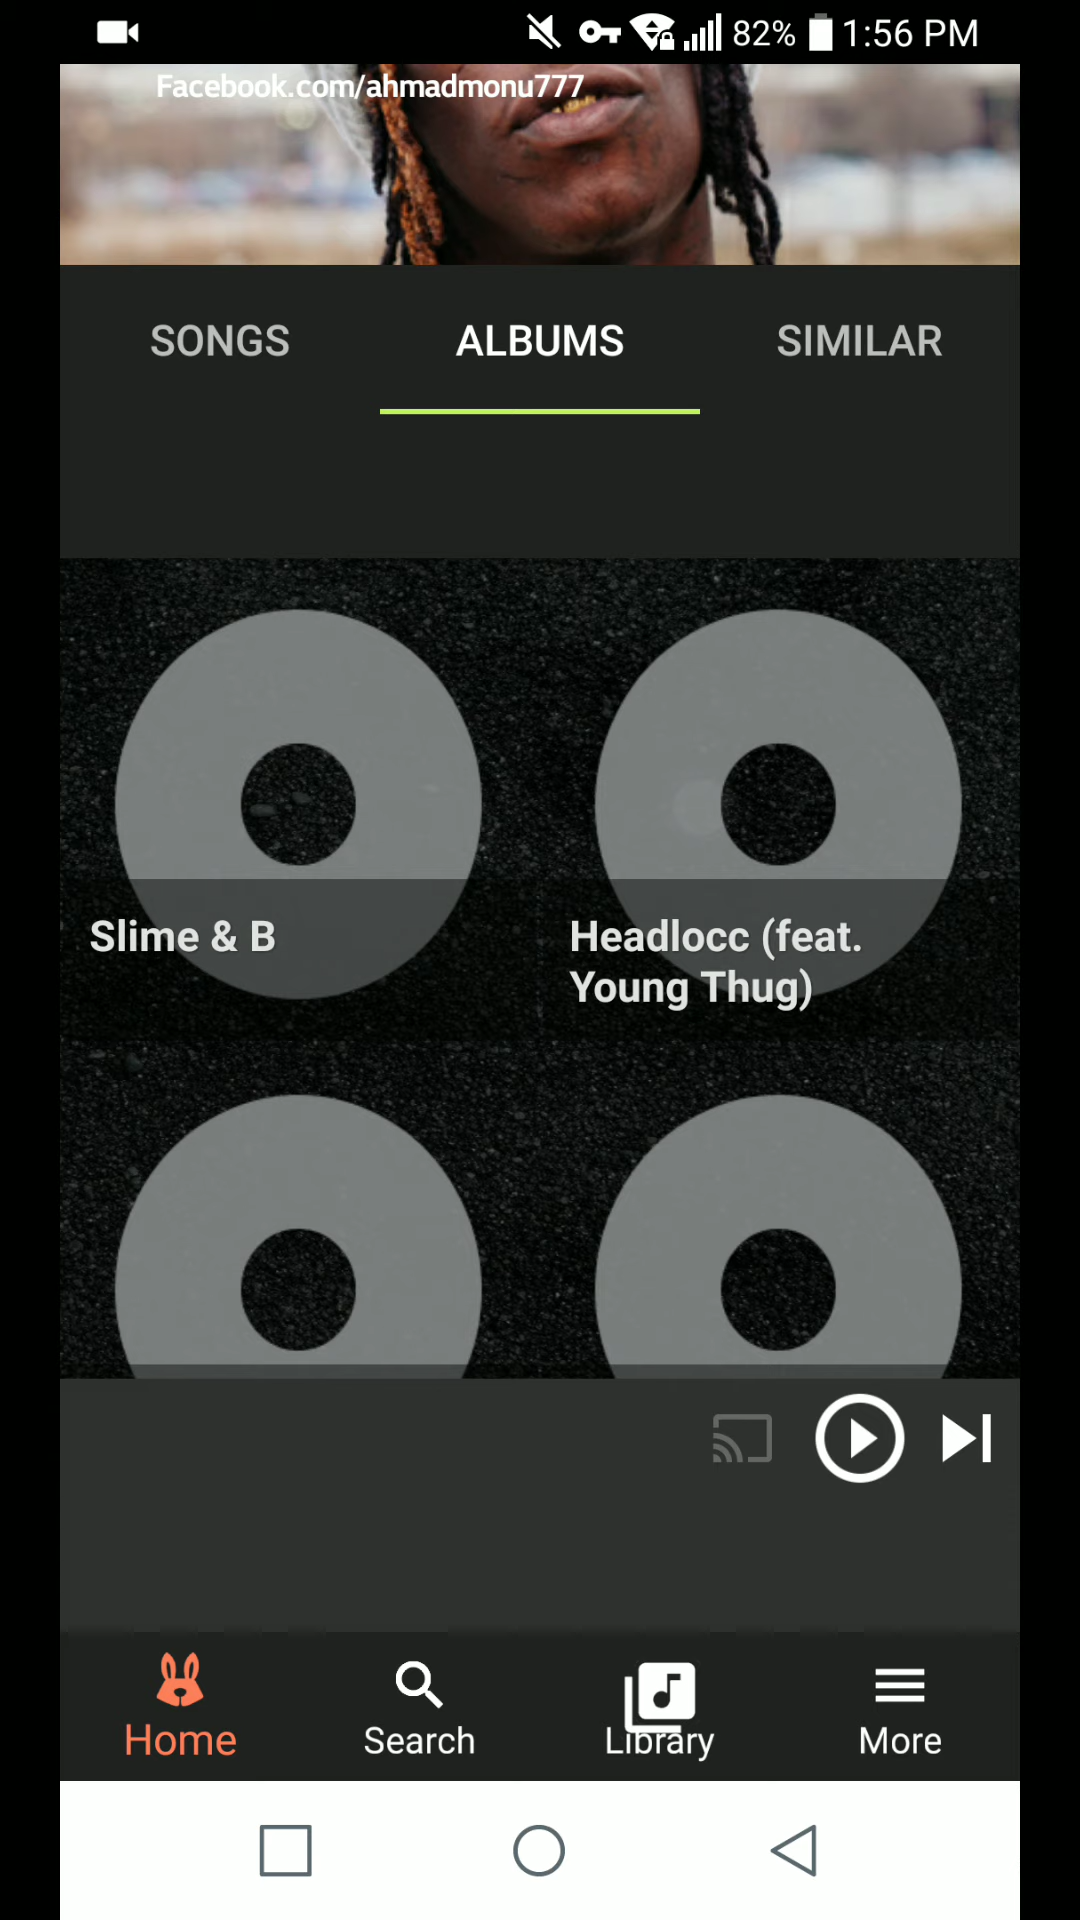 82% 1:56 PM
Facebook.com/ahmadmonu777
SONGS ALBUMS SIMILAR
Slime & B
Headlocc (feat.
Young Thug)
Home Search Library More